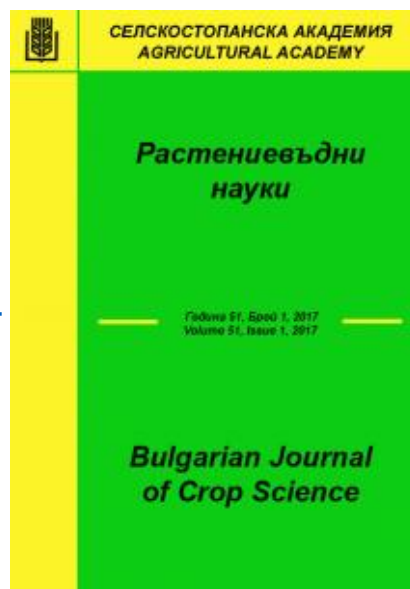 СЕЛСКОСТОПАНСКА АКАДЕМИЯ
AGRICULTURAL ACADEMY
Растениевъдни
науки
Година 51, Брой 1, 2017
Volume 51, Issue 1, 2017
Bulgarian Journal
of Crop Science